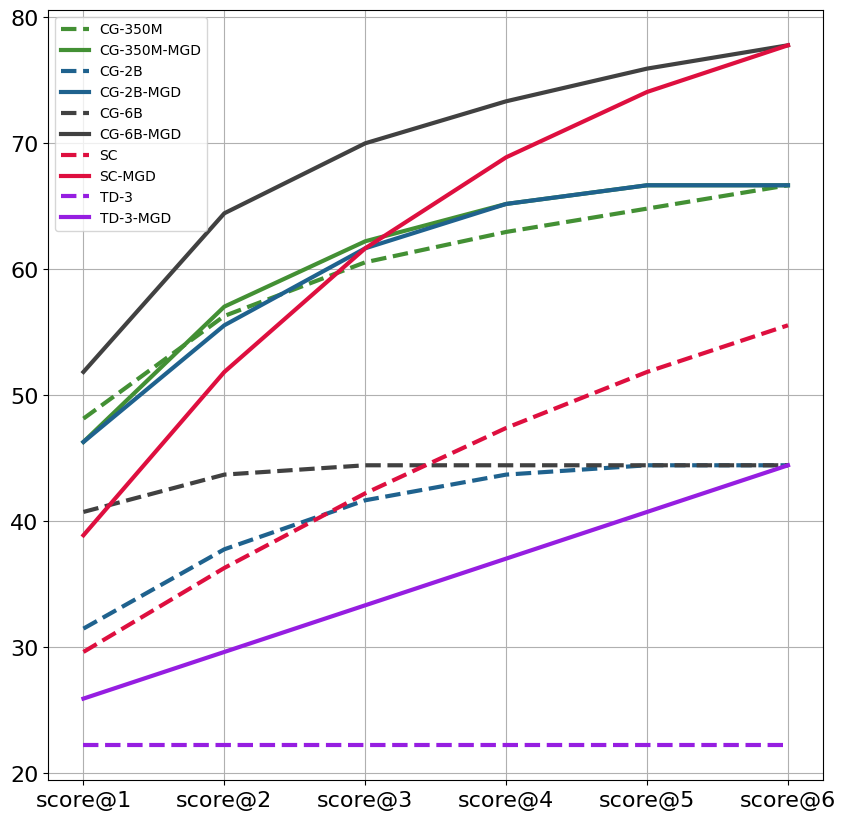 80
70
60
50
40
30
20
CG-350M
CG-350M-MGD
CG-2B
CG-2B-MGD
CG-6B
CG-6B-MGD
SC
SC-MGD
TD-3
TD-3-MGD
score@1 score@2 score@3 score@4 score@5 score@6